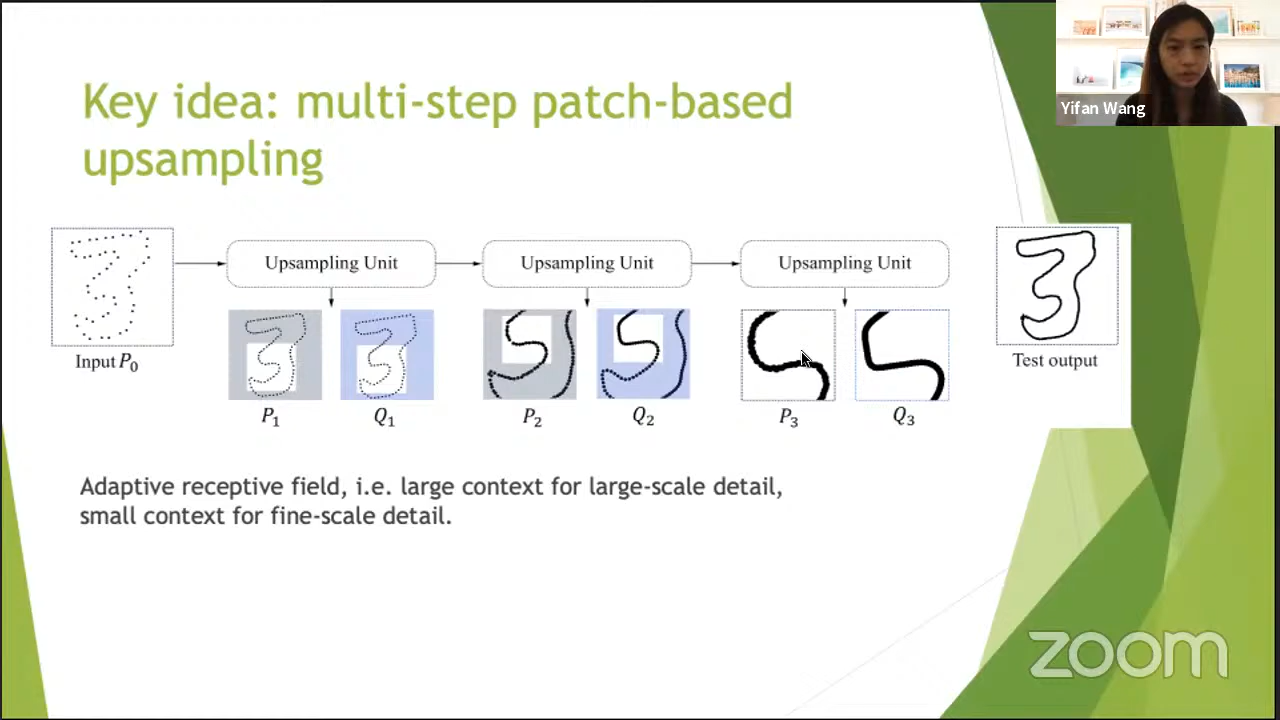 Key idea: multi-step patch-based
upsampling
Yifan Wang
Upsampling Unit
Upsampling Unit
Upsampling Unit
Input P₀
P₁
Q₁
P₂
Q₂
P₃
Q₃
Test output
Adaptive receptive field, i.e. large context for large-scale detail,
small context for fine-scale detail.
zoom